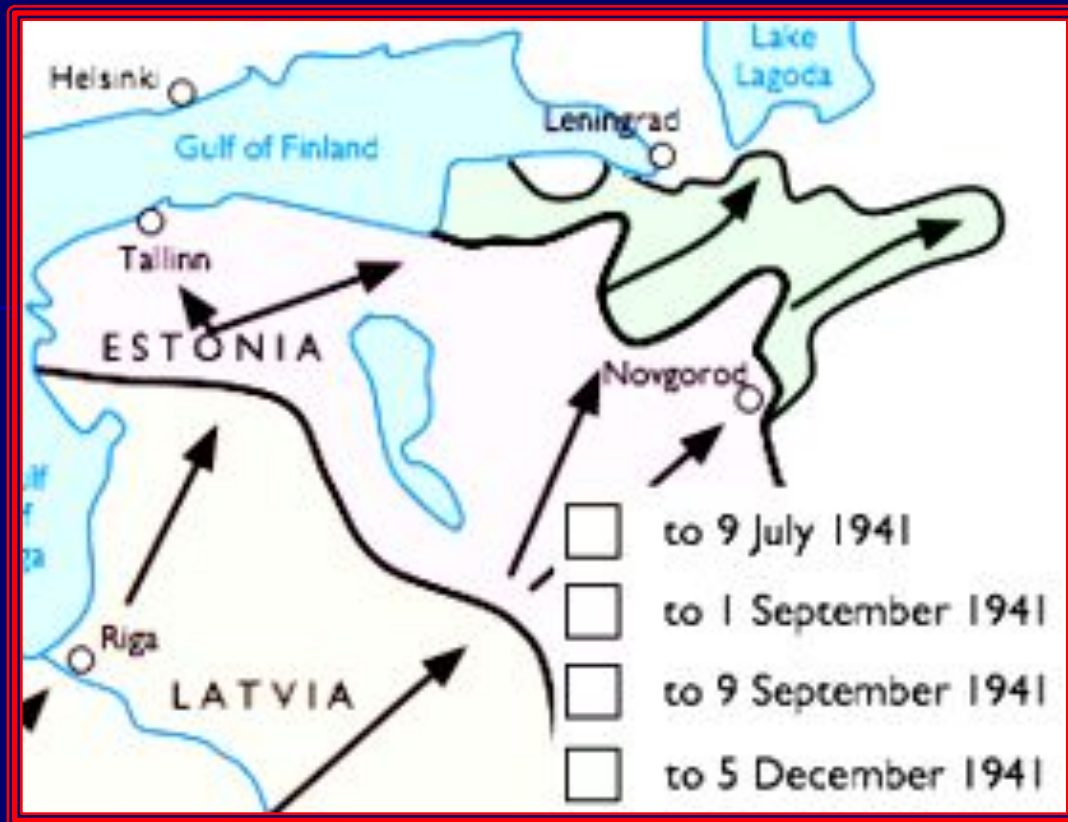 Lake
Lagoda
Helsinki
Leningrad
Gulf of Finland
Tallinn
ESTONIA
Novgorod
to 9 July 1941
to 1 September 1941
Riga
to 9 September 1941
LATVIA
to 5 December 1941